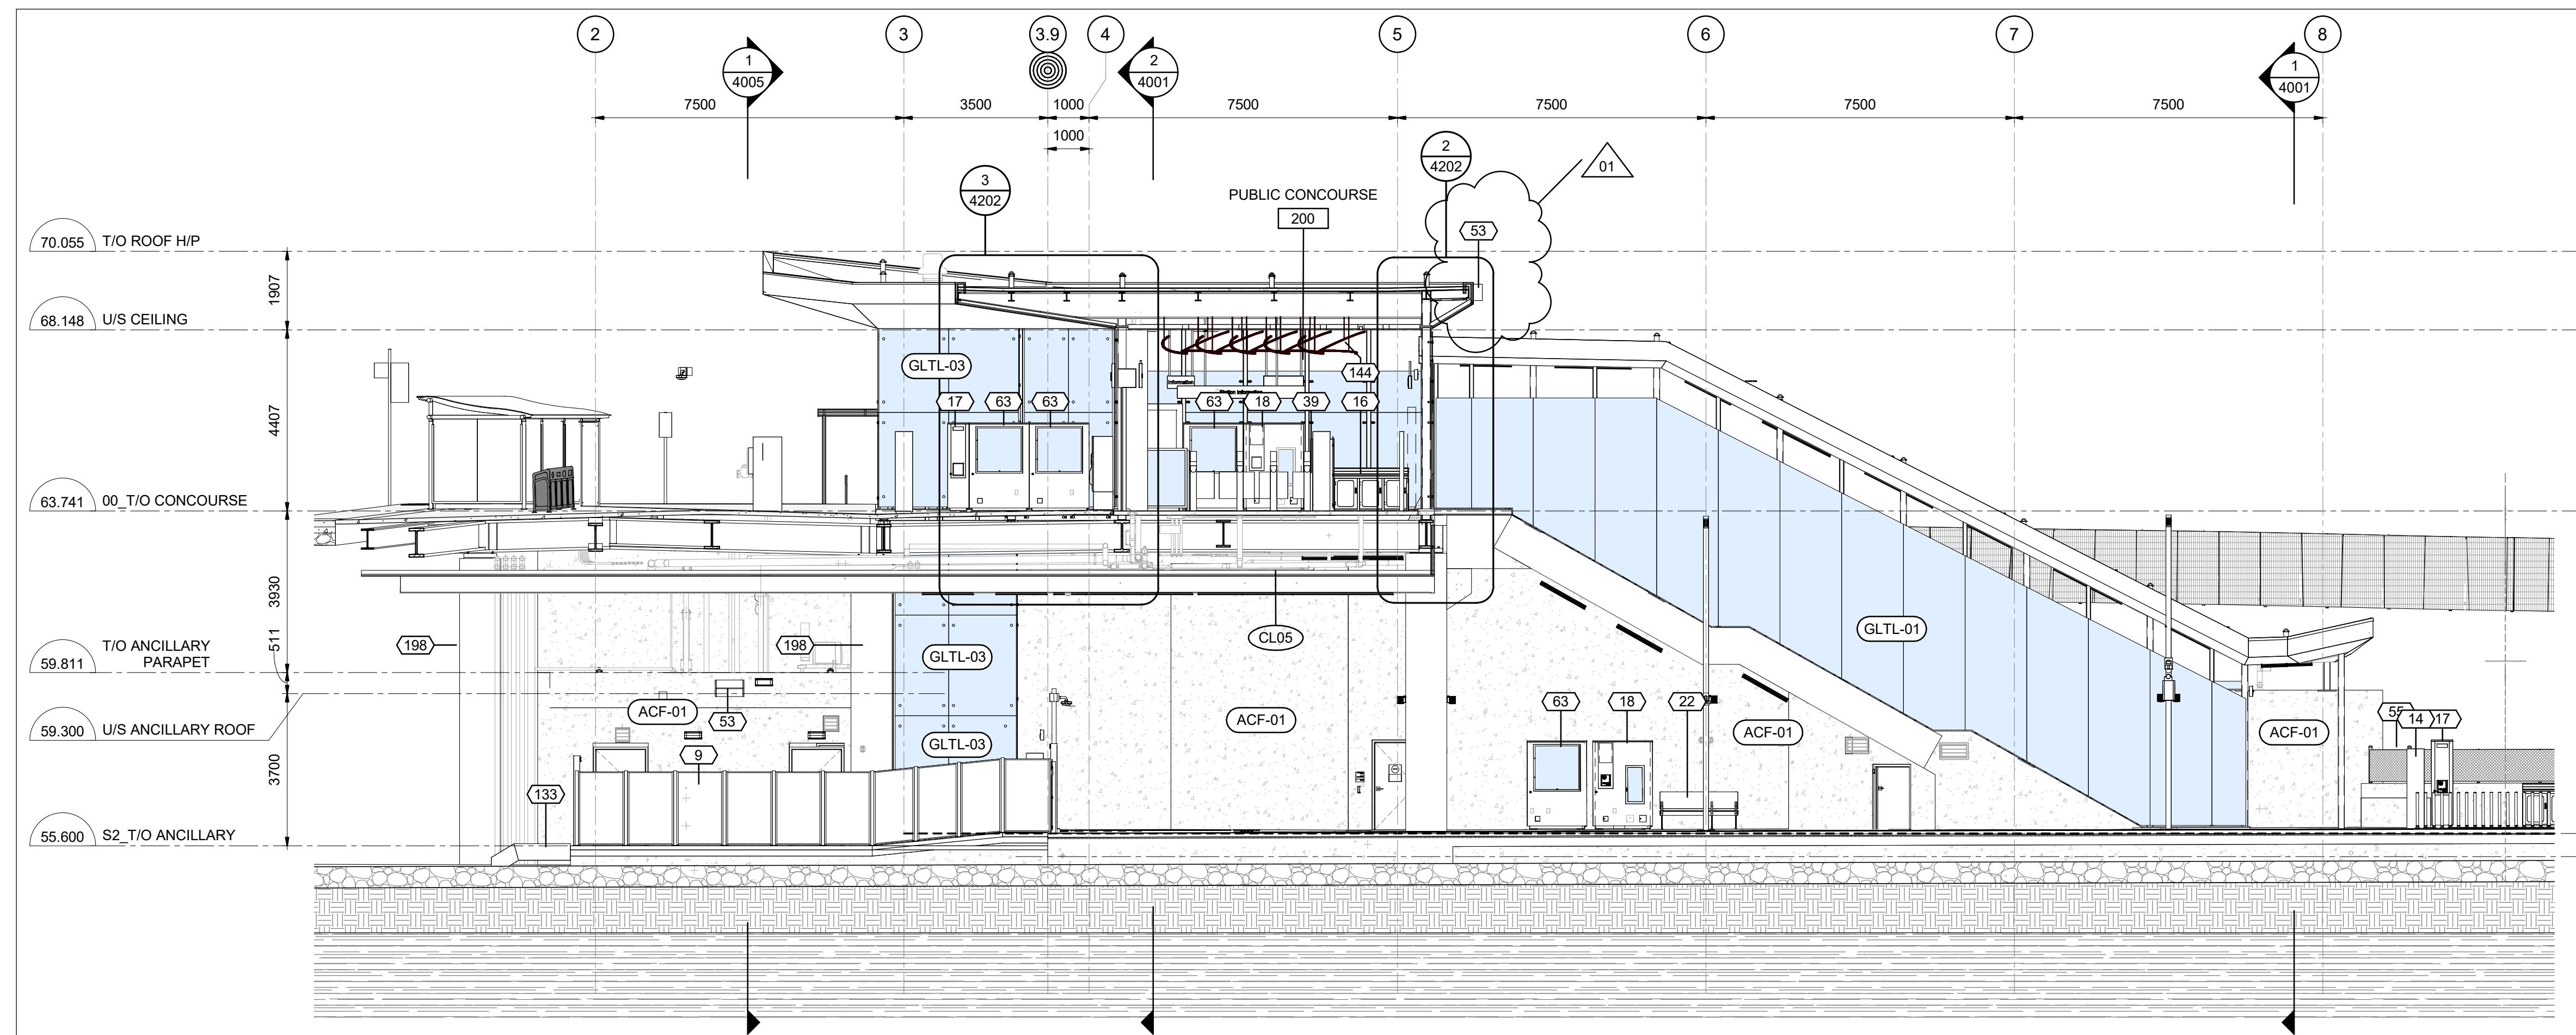 2
3
3.9
4
5
6
7
8
1
4005
2
4001
1
4001
7500
3500
1000
7500
7500
7500
7500
1000
2
4202
01
3
4202
PUBLIC CONCOURSE
200
53
70.055 T/O ROOF H/P
1907
68.148 U/S CEILING
4407
GLTL-03
144
Information
Station Information
17
63
63
63
18
39
16
63.741 00_T/O CONCOURSE
3930
GLTL-01
CL05
198
198
T/O ANCILLARY
PARAPET
59.811
511
GLTL-03
59.300 U/S ANCILLARY ROOF
ACF-01
53
ACF-01
63
18
22
ACF-01
ACF-01
55
14
17
GLTL-03
9
3700
133
55.600 S2_T/O ANCILLARY